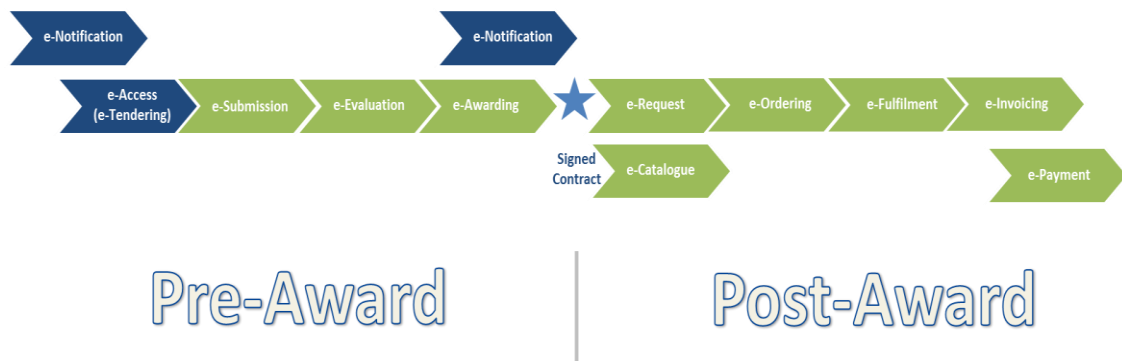 e-Notification
e-Notification
e-Access
(e-Tendering)
e-Submission
e-Evaluation
e-Awarding
e-Request
e-Ordering
e-Fulfilment
e-Invoicing
Signed
Contract
e-Catalogue
e-Payment
Pre-Award
Post-Award